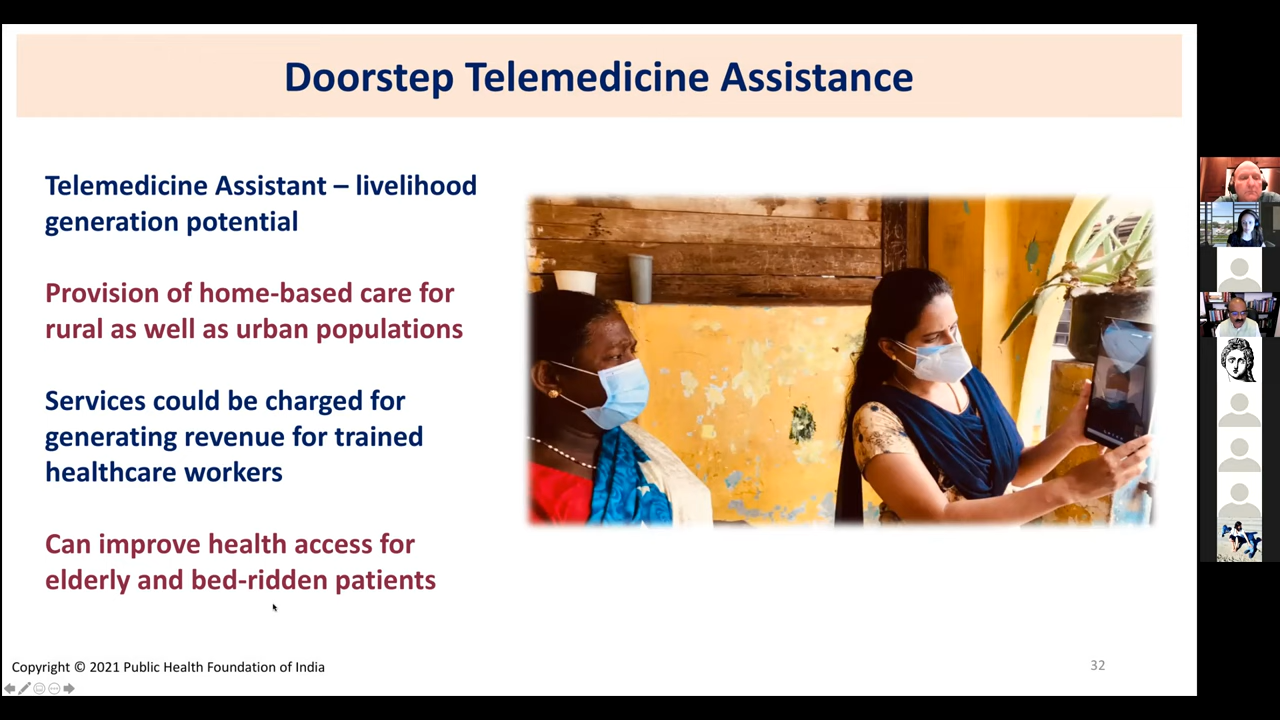 Doorstep Telemedicine Assistance
Telemedicine Assistant – livelihood
generation potential
Provision of home-based care for
rural as well as urban populations
Services could be charged for
generating revenue for trained
healthcare workers
Can improve health access for
elderly and bed-ridden patients
Copyright © 2021 Public Health Foundation of India
32